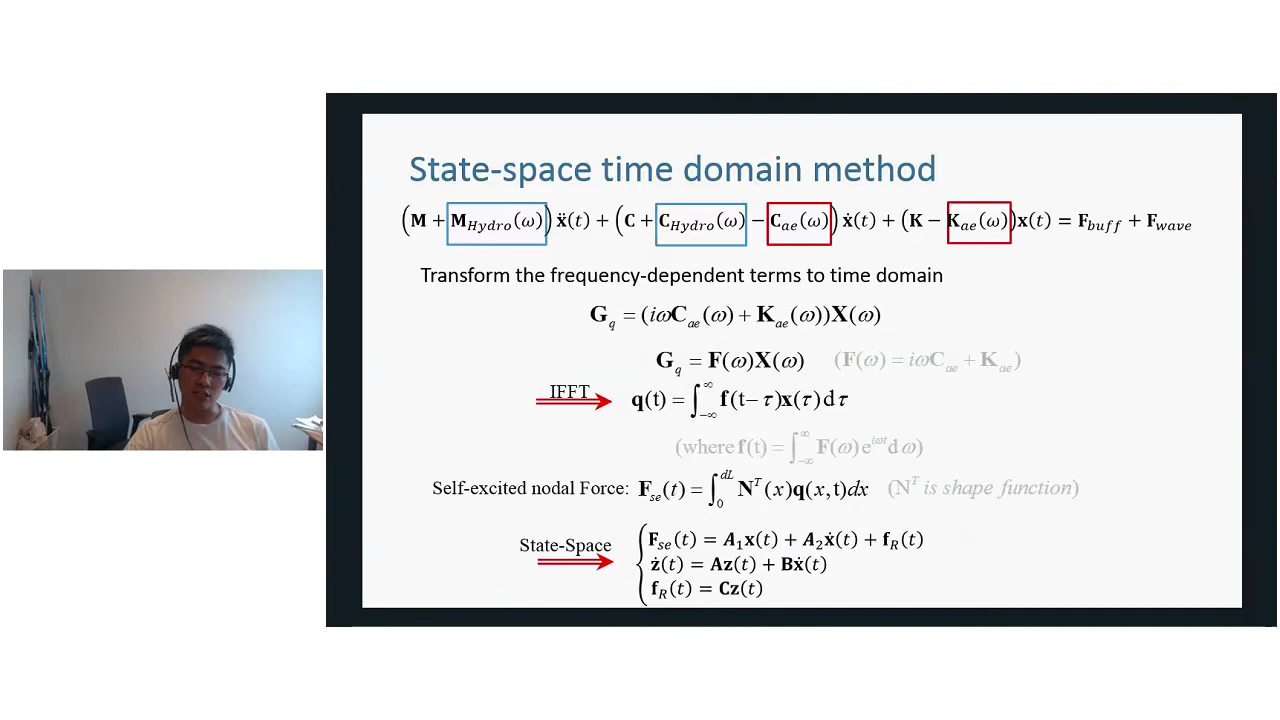 State-space time domain method
(M + M_Hydro(ω)) ẍ(t) + (C + C_Hydro(ω) − C_ae(ω)) ẋ(t) + (K − K_ae(ω))x(t) = F_buff + F_wave
Transform the frequency-dependent terms to time domain
G_q = (iωC_ae(ω) + K_ae(ω))X(ω)
G_q = F(ω)X(ω) (F(ω) = iωC_ae + K_ae)
IFFT q(t) = ∫_{−∞}^{∞} f(t−τ)x(τ)dτ
(where f(t) = ∫_{−∞}^{∞} F(ω)e^{iωt}dω)
Self-excited nodal Force: F_se(t) = ∫_0^{dL} N^T(x)q(x,t)dx (N^T is shape function)
State-Space { F_se(t) = A_1x(t) + A_2ẋ(t) + f_R(t)
ż(t) = Az(t) + Bẋ(t)
f_R(t) = Cz(t)